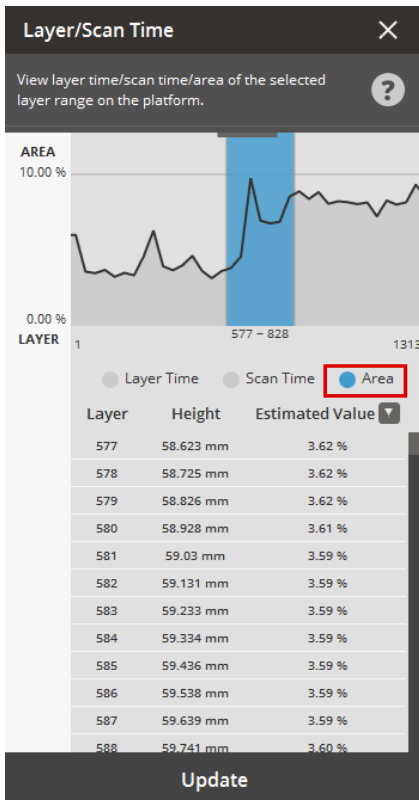 Layer/Scan Time
View layer time/scan time/area of the selected
layer range on the platform.
?
AREA
10.00 %
0.00 %
LAYER
1
577 – 828
1313
Layer Time Scan Time Area
Layer Height Estimated Value
577 58.623 mm 3.62 %
578 58.725 mm 3.62 %
579 58.826 mm 3.62 %
580 58.928 mm 3.61 %
581 59.03 mm 3.59 %
582 59.131 mm 3.59 %
583 59.233 mm 3.59 %
584 59.334 mm 3.59 %
585 59.436 mm 3.59 %
586 59.538 mm 3.59 %
587 59.639 mm 3.59 %
588 59.741 mm 3.60 %
Update